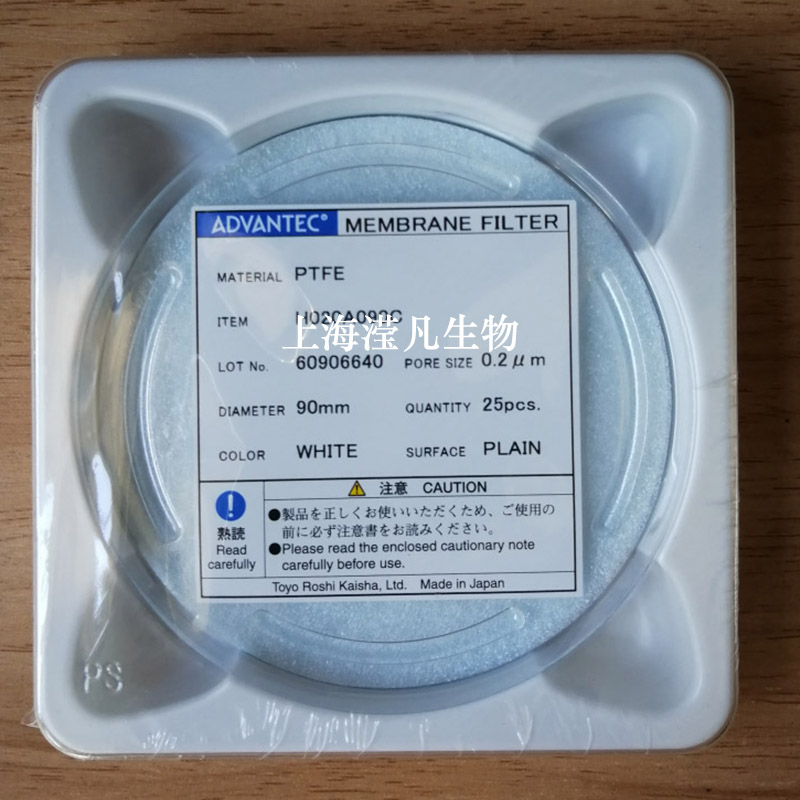 ADVANTEC® MEMBRANE FILTER
MATERIAL PTFE
ITEM H020A090C
上海滢凡生物
LOT No. 60906640 PORE SIZE 0.2μm
DIAMETER 90mm QUANTITY 25pcs.
COLOR WHITE SURFACE PLAIN
注意 CAUTION
熟読
Read
carefully
●製品を正しくお使いいただくため、ご使用の
前に必ず注意書をお読みください。
●Please read the enclosed cautionary note
carefully before use.
Toyo Roshi Kaisha, Ltd. Made in Japan
PS